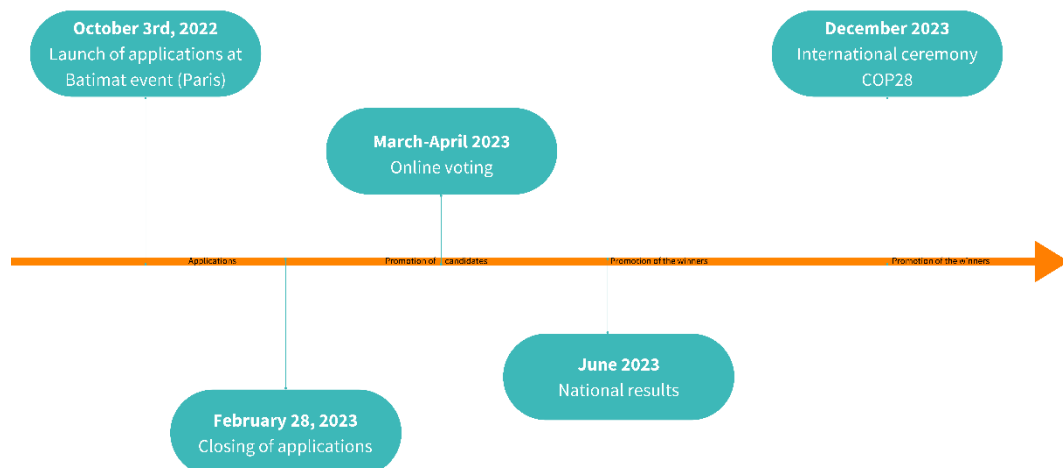 October 3rd, 2022
Launch of applications at
Batimat event (Paris)
December 2023
International ceremony
COP28
March-April 2023
Online voting
Applications
Promotion of candidates
Promotion of the winners
Promotion of the winners
June 2023
National results
February 28, 2023
Closing of applications